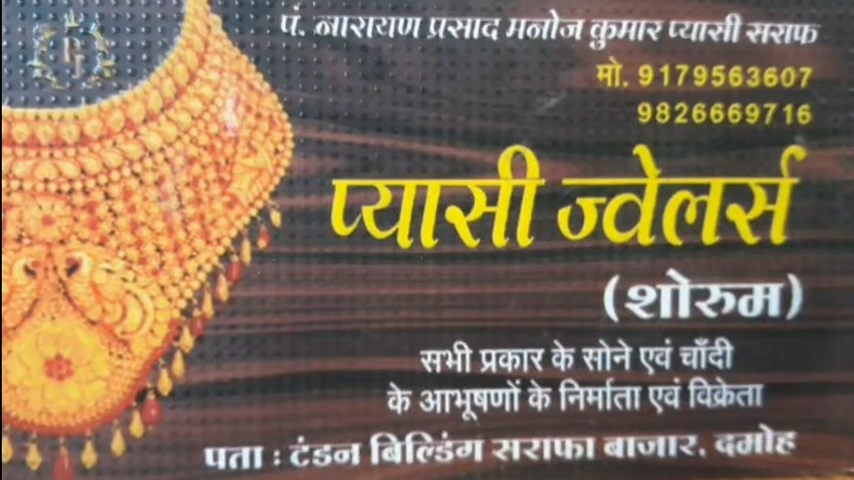 पं. नारायण प्रसाद मनोज कुमार प्यासी सराफ
मो. 9179563607
9826669716
प्यासी ज्वेलर्स
(शोरुम)
सभी प्रकार के सोने एवं चाँदी
के आभूषणों के निर्माता एवं विक्रेता
पता : टंडन बिल्डिंग सराफा बाजार, दमोह